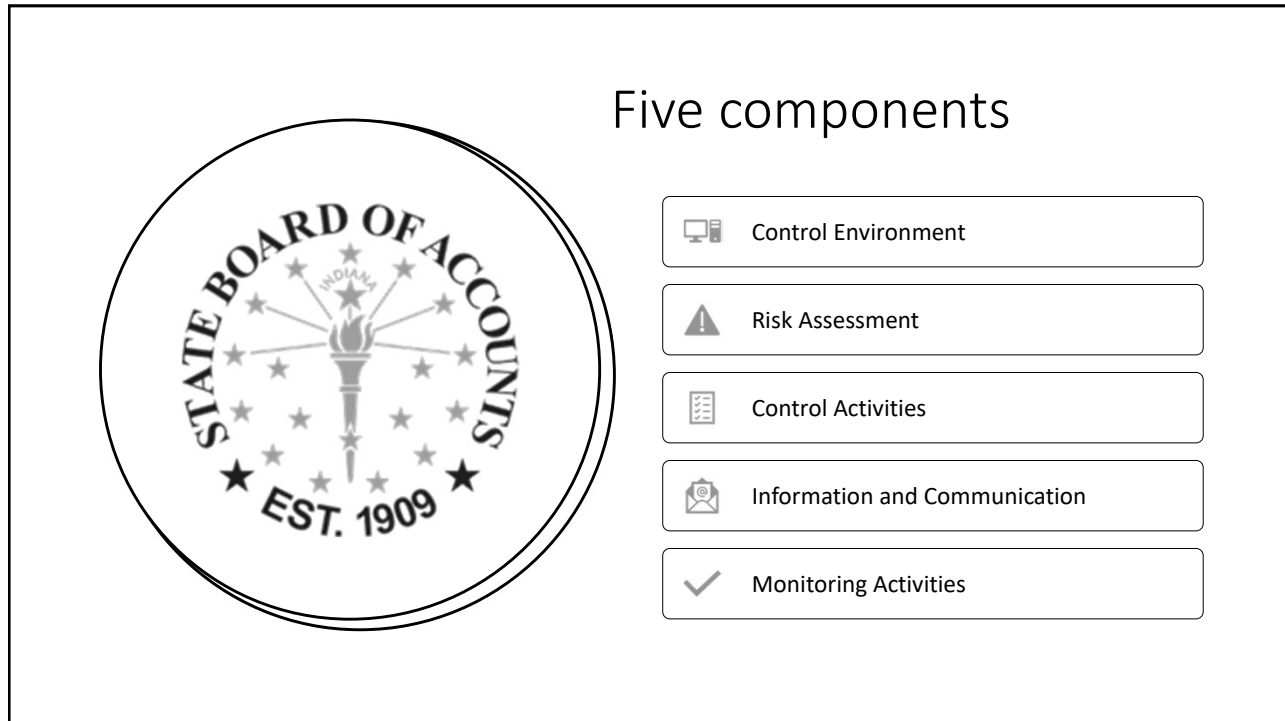 Five components
STATE BOARD OF ACCOUNTS
INDIANA
EST. 1909
Control Environment
Risk Assessment
Control Activities
@
Information and Communication
Monitoring Activities